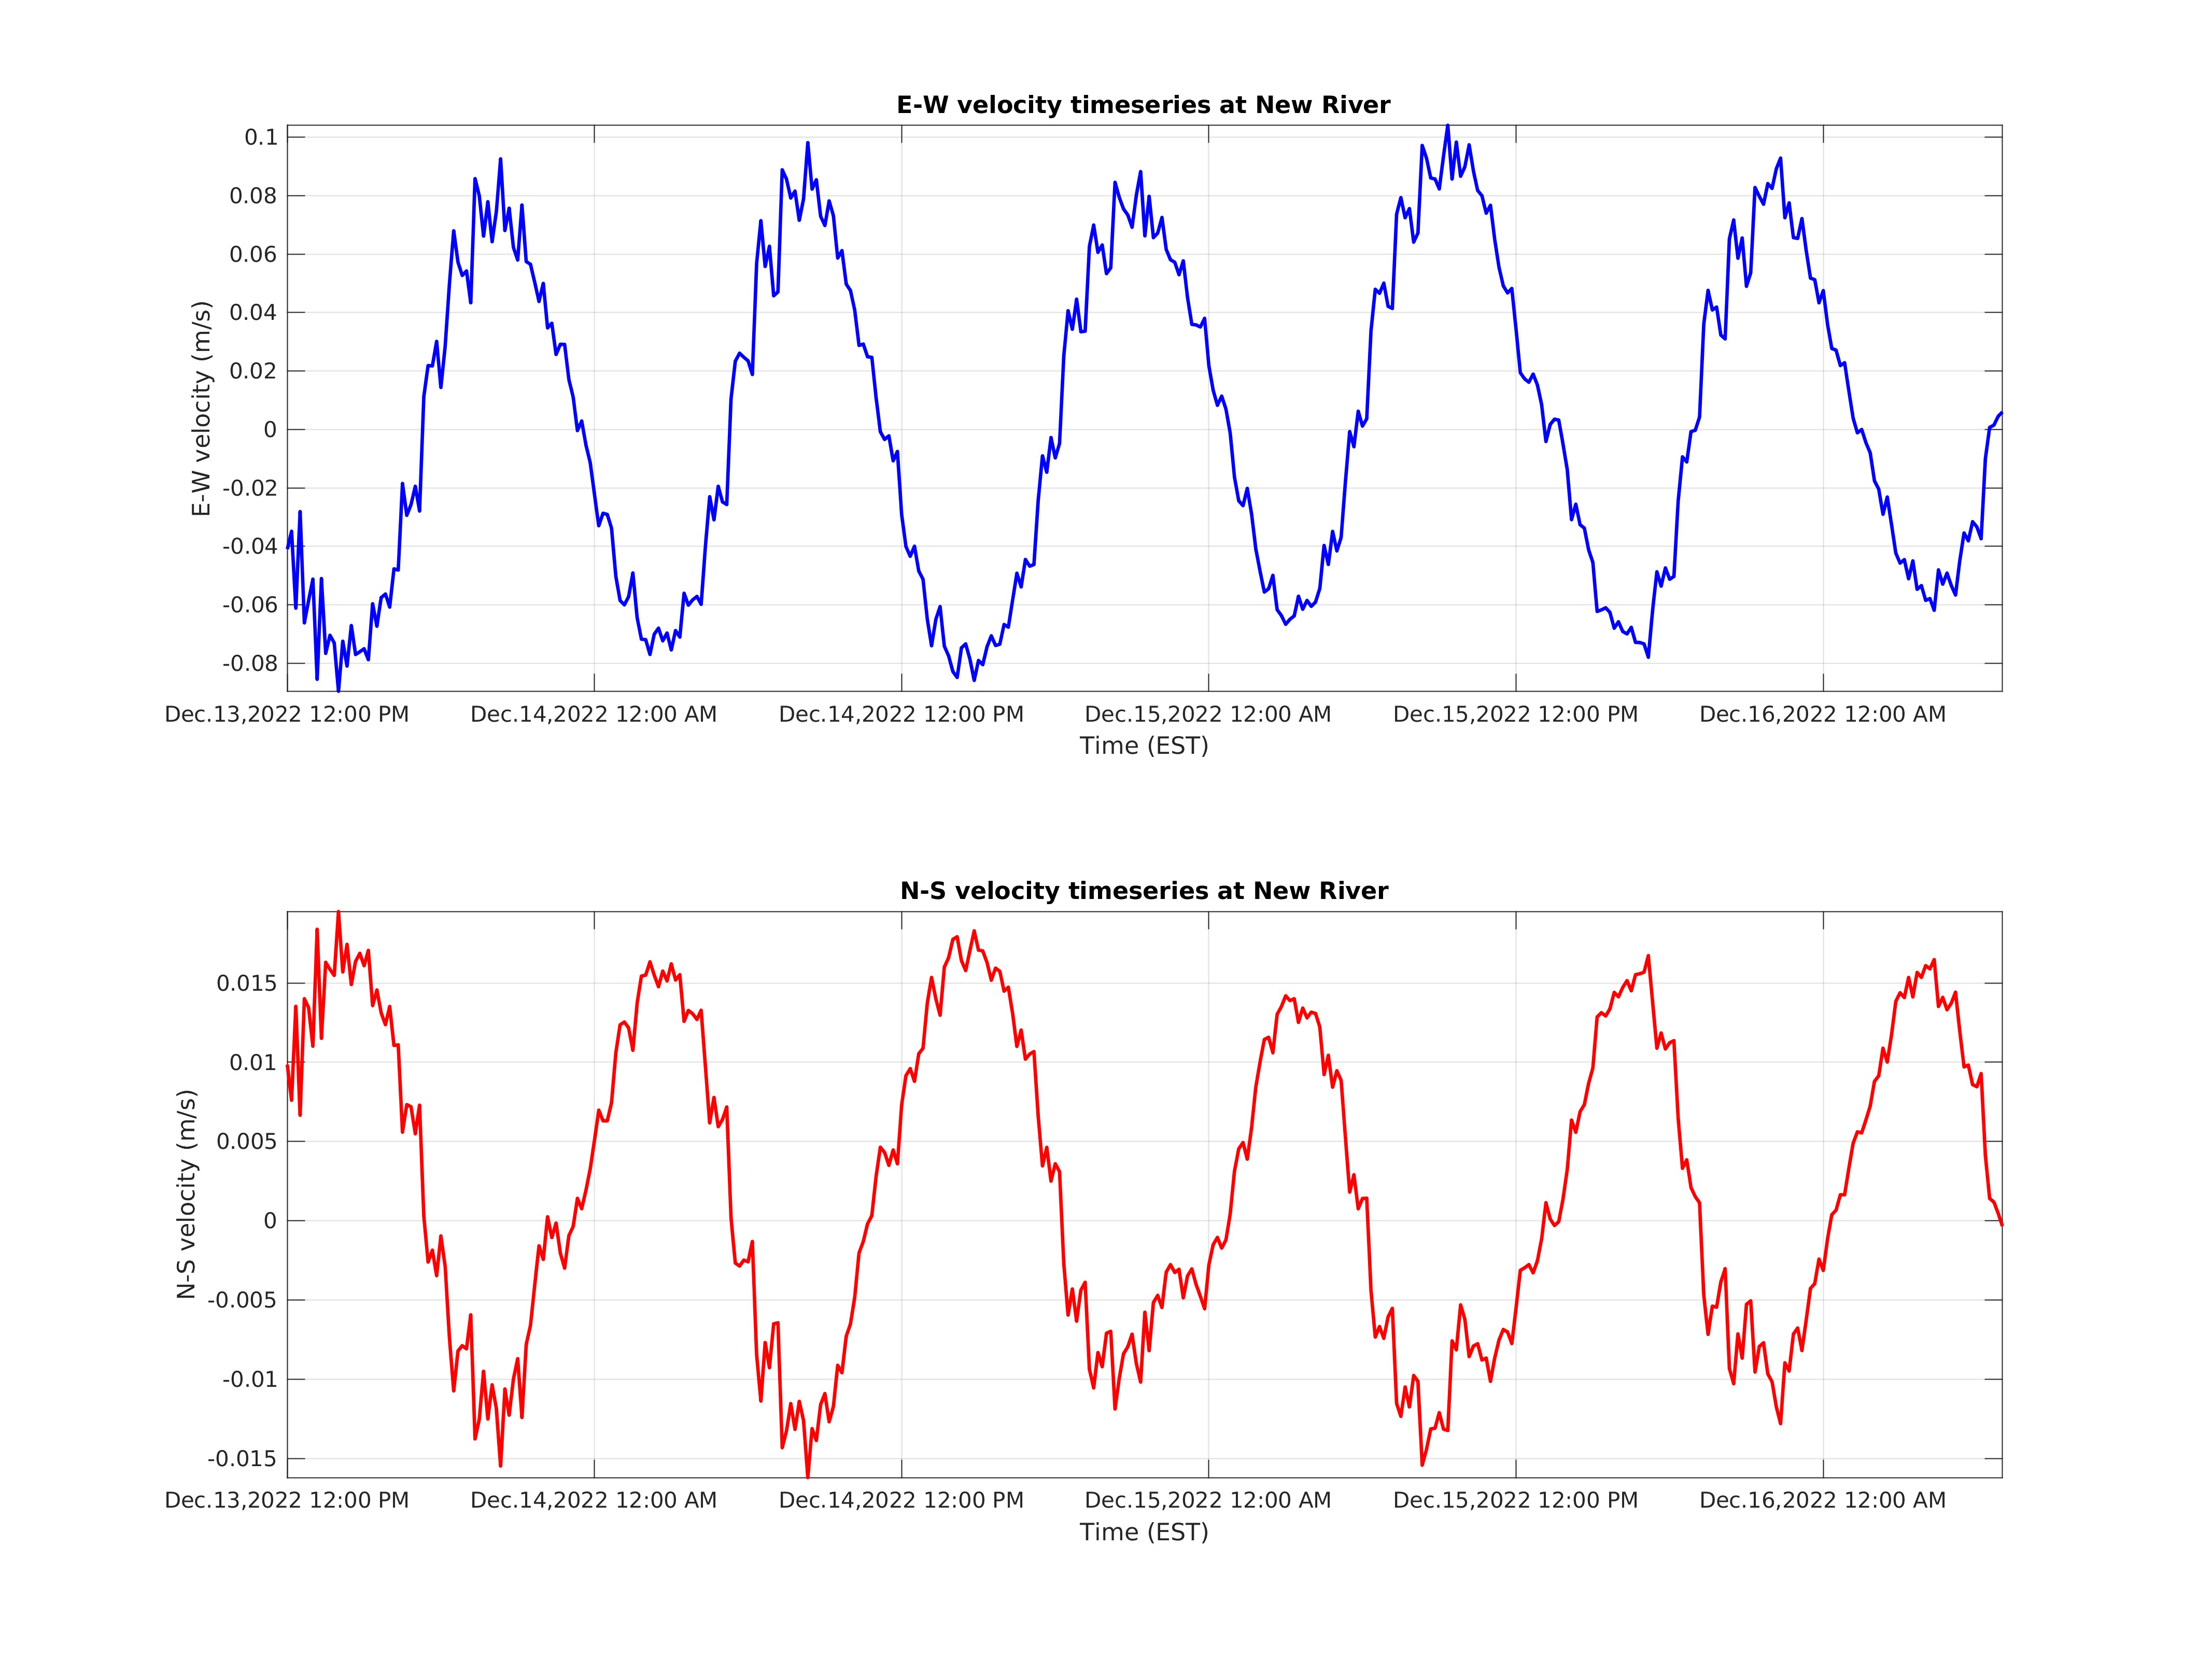 E-W velocity timeseries at New River
E-W velocity (m/s)
0.1
0.08
0.06
0.04
0.02
0
-0.02
-0.04
-0.06
-0.08
Dec.13,2022 12:00 PM Dec.14,2022 12:00 AM Dec.14,2022 12:00 PM Dec.15,2022 12:00 AM Dec.15,2022 12:00 PM Dec.16,2022 12:00 AM
Time (EST)
N-S velocity timeseries at New River
N-S velocity (m/s)
0.015
0.01
0.005
0
-0.005
-0.01
-0.015
Dec.13,2022 12:00 PM Dec.14,2022 12:00 AM Dec.14,2022 12:00 PM Dec.15,2022 12:00 AM Dec.15,2022 12:00 PM Dec.16,2022 12:00 AM
Time (EST)